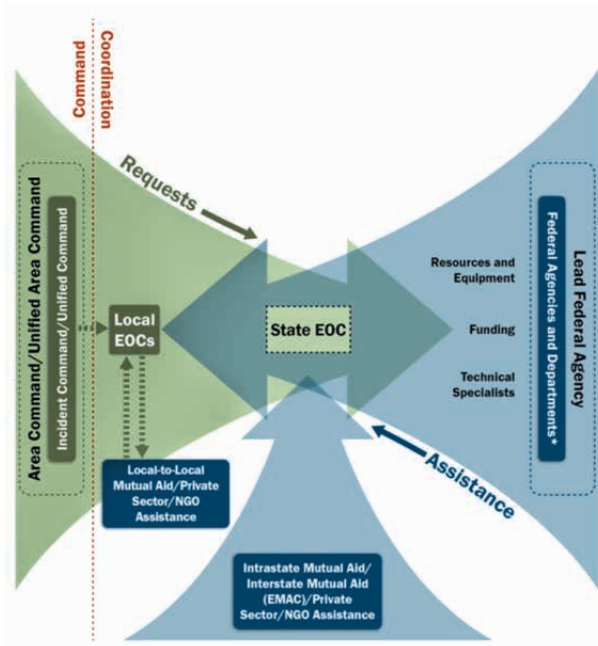 Command
Coordination
Requests
Area Command/Unified Area Command
Incident Command/Unified Command
Local
EOCs
State EOC
Resources and
Equipment
Funding
Technical
Specialists
Federal Agencies and Departments*
Lead Federal Agency
Assistance
Local-to-Local
Mutual Aid/Private
Sector/NGO
Assistance
Intrastate Mutual Aid/
Interstate Mutual Aid
(EMAC)/Private
Sector/NGO Assistance